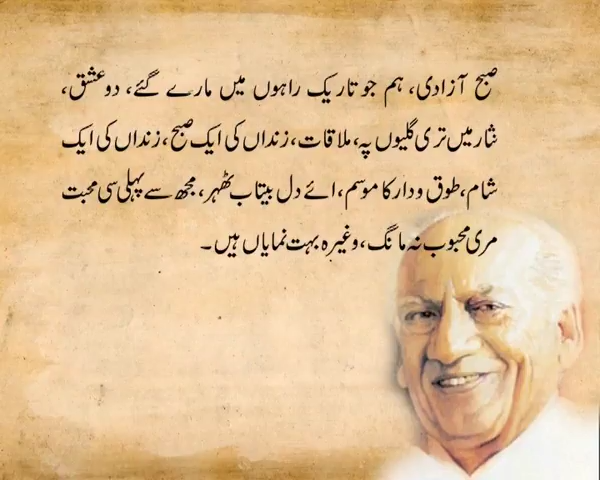 صبح آزادی، ہم جو تاریک راہوں میں مارے گئے، دو عشق،
نثار میں تری گلیوں پہ، ملاقات، زنداں کی ایک صبح، زنداں کی ایک
شام، طوق و دار کا موسم، ائے دل بیتاب ٹھہر، مجھ سے پہلی سی محبت
مری محبوب نہ مانگ، وغیرہ بہت نمایاں ہیں۔